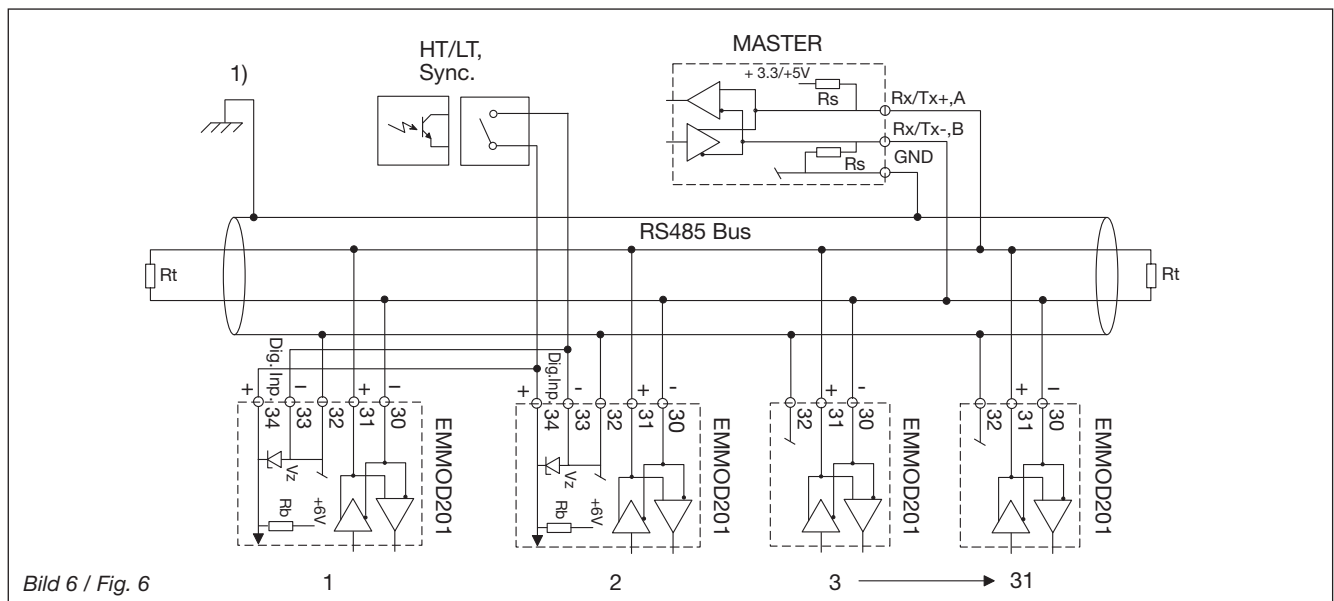 HT/LT,
Sync.
1)
MASTER
+ 3.3/+5V
Rs
Rx/Tx+,A
Rx/Tx-,B
Rs
GND
RS485 Bus
Rt
Rt
+ Dig. Inp. – + –
34 33 32 31 30
Vz
Rb
+6V
EMMOD201
+ Dig.Inp. - + -
34 33 32 31 30
Vz
Rb
+6V
EMMOD201
+ -
32 31 30
EMMOD201
+ -
32 31 30
EMMOD201
Bild 6 / Fig. 6
1 2 3 31